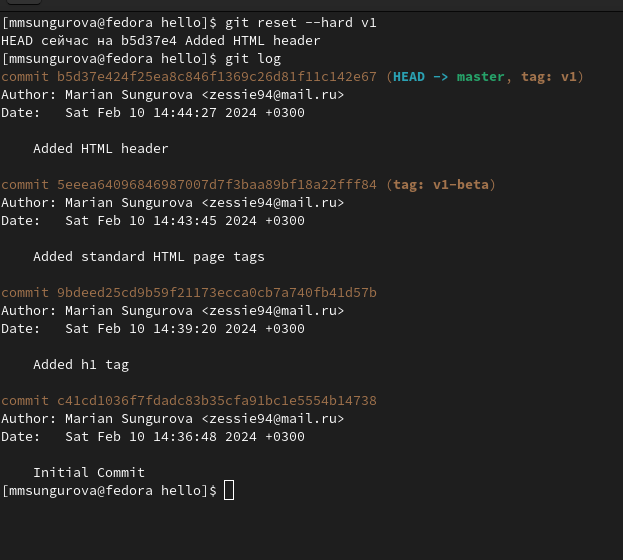 [mmsungurova@fedora hello]$ git reset --hard v1
HEAD сейчас на b5d37e4 Added HTML header
[mmsungurova@fedora hello]$ git log
commit b5d37e424f25ea8c846f1369c26d81f11c142e67 (HEAD -> master, tag: v1)
Author: Marian Sungurova <zessie94@mail.ru>
Date:   Sat Feb 10 14:44:27 2024 +0300
    Added HTML header
commit 5eeea64096846987007d7f3baa89bf18a22fff84 (tag: v1-beta)
Author: Marian Sungurova <zessie94@mail.ru>
Date:   Sat Feb 10 14:43:45 2024 +0300
    Added standard HTML page tags
commit 9bdeed25cd9b59f21173ecca0cb7a740fb41d57b
Author: Marian Sungurova <zessie94@mail.ru>
Date:   Sat Feb 10 14:39:20 2024 +0300
    Added h1 tag
commit c41cd1036f7fdadc83b35cfa91bc1e5554b14738
Author: Marian Sungurova <zessie94@mail.ru>
Date:   Sat Feb 10 14:36:48 2024 +0300
    Initial Commit
[mmsungurova@fedora hello]$